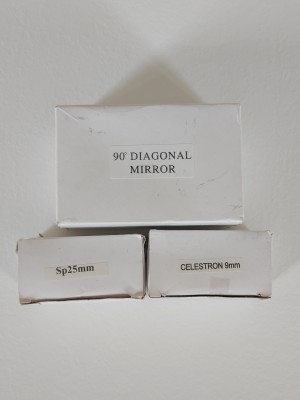 90° DIAGONAL
MIRROR
Sp25mm
CELESTRON 9mm